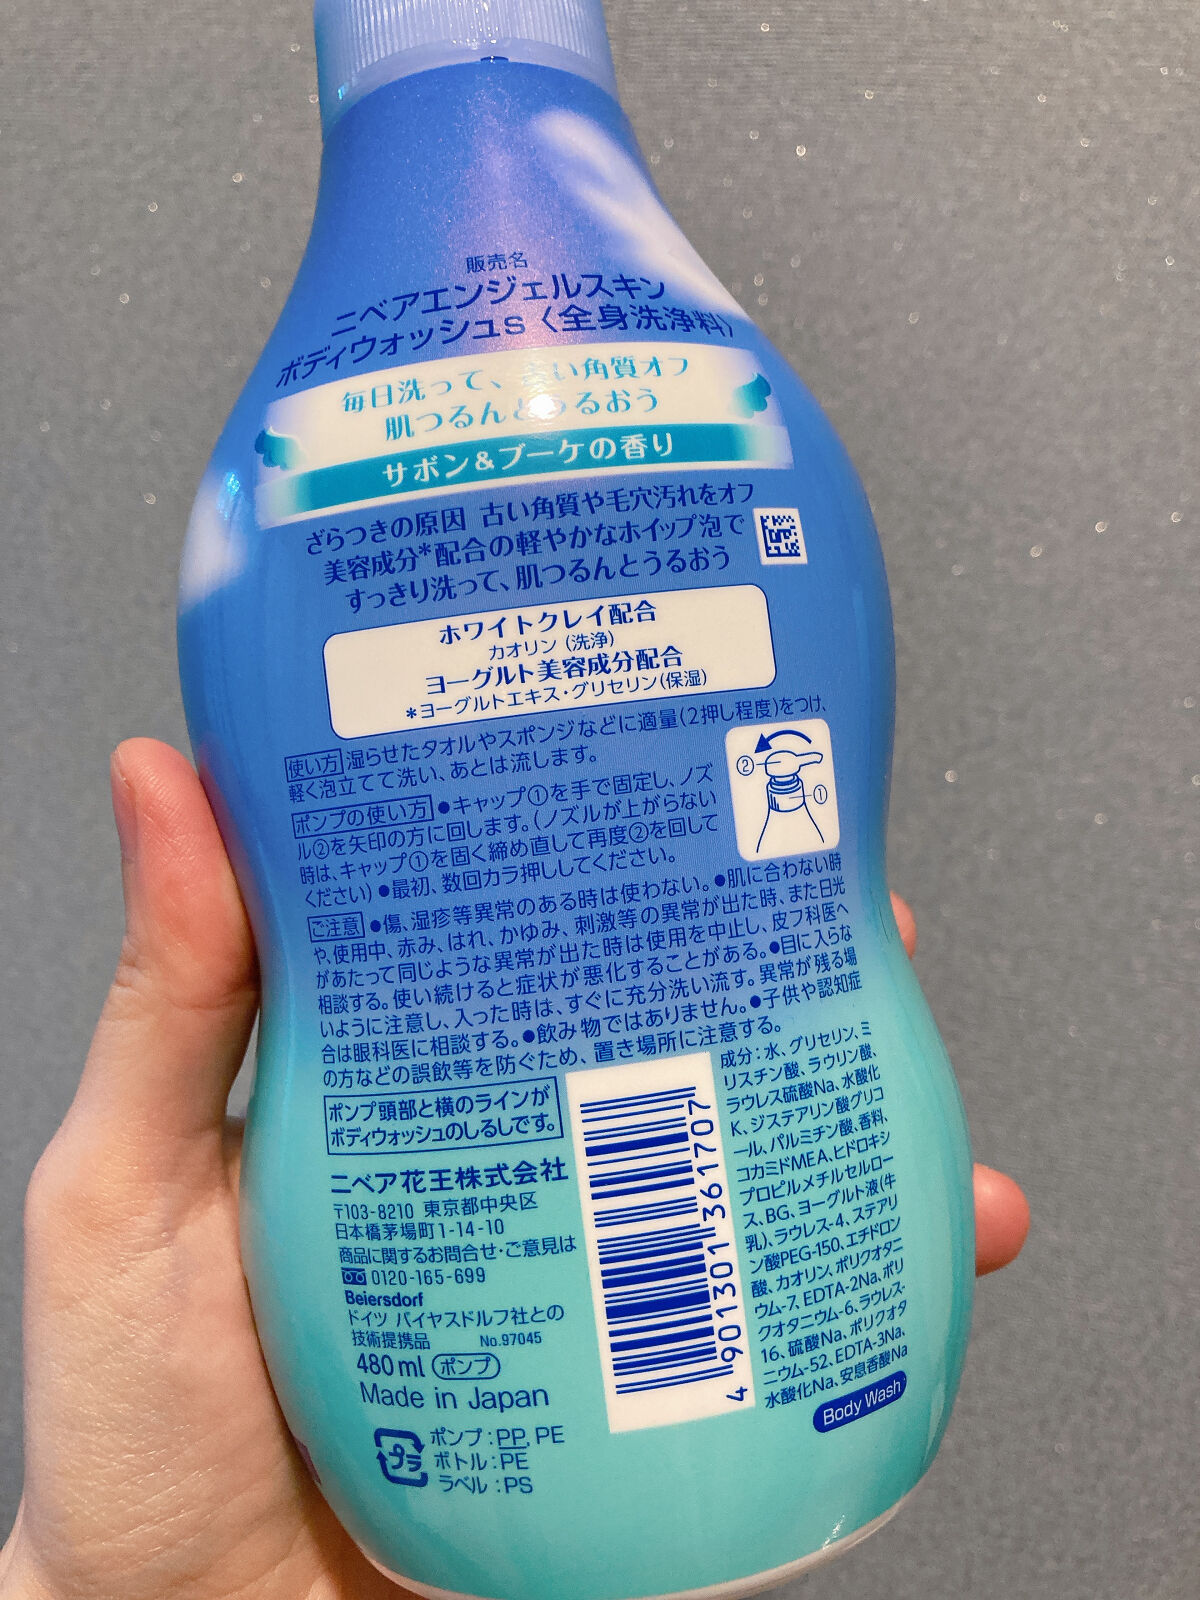 販売名
ニベアエンジェルスキン
ボディウォッシュS〈全身洗浄料〉
毎日洗って、古い角質オフ
肌つるんとうるおう
サボン&ブーケの香り
ざらつきの原因 古い角質や毛穴汚れをオフ
美容成分*配合の軽やかなホイップ泡で
すっきり洗って、肌つるんとうるおう
ホワイトクレイ配合
カオリン(洗浄)
ヨーグルト美容成分配合
*ヨーグルトエキス・グリセリン(保湿)
使い方 湿らせたタオルやスポンジなどに適量(2押し程度)をつけ、
軽く泡立てて洗い、あとは流します。
ポンプの使い方 ●キャップ①を手で固定し、ノズ
ル②を矢印の方に回します。(ノズルが上がらない
時は、キャップ①を固く締め直して再度②を回して
ください) ●最初、数回カラ押ししてください。
② ①
ご注意 ●傷、湿疹等異常のある時は使わない。●肌に合わない時
や、使用中、赤み、はれ、かゆみ、刺激等の異常が出た時、また日光
があたって同じような異常が出た時は使用を中止し、皮フ科医へ
相談する。使い続けると症状が悪化することがある。●目に入らな
いように注意し、入った時は、すぐに充分洗い流す。異常が残る場
合は眼科医に相談する。●飲み物ではありません。●子供や認知症
の方などの誤飲等を防ぐため、置き場所に注意する。
ポンプ頭部と横のラインが
ボディウォッシュのしるしです。
ニベア花王株式会社
〒103-8210 東京都中央区
日本橋茅場町1-14-10
商品に関するお問合せ・ご意見は
0120-165-699
Beiersdorf
ドイツ バイヤスドルフ社との
技術提携品 No.97045
480ml ポンプ
Made in Japan
プラ
ポンプ:PP, PE
ボトル:PE
ラベル:PS
4901301361707
成分:水、グリセリン、ミ
リスチン酸、ラウリン酸、
ラウレス硫酸Na、水酸化
K、ジステアリン酸グリコ
ール、パルミチン酸、香料、
コカミドMEA、ヒドロキシ
プロピルメチルセルロー
ス、BG、ヨーグルト液(牛
乳)、ラウレス-4、ステアリ
ン酸PEG-150、エチドロン
酸、カオリン、ポリクオタニ
ウム-7、EDTA-2Na、ポリ
クオタニウム-6、ラウレス-
16、硫酸Na、ポリクオタ
ニウム-52、EDTA-3Na、
水酸化Na、安息香酸Na
Body Wash